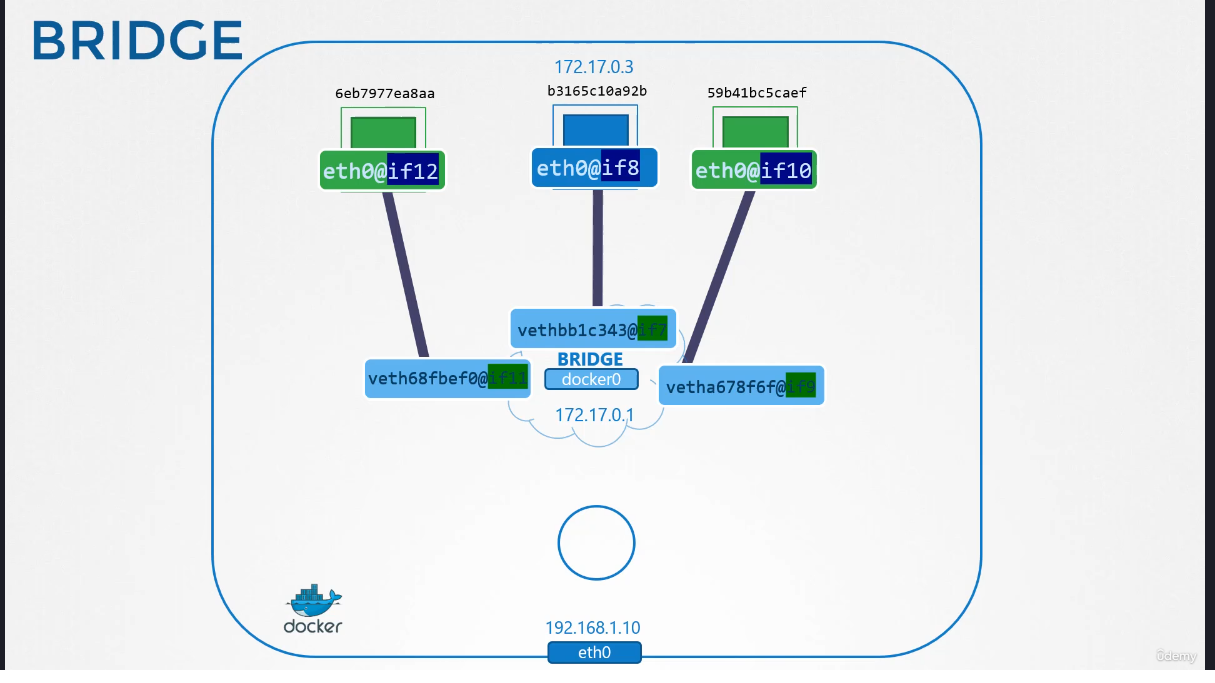 BRIDGE
172.17.0.3
6eb7977ea8aa
b3165c10a92b
59b41bc5caef
eth0@if12
eth0@if8
eth0@if10
vethbb1c343@if7
BRIDGE
veth68fbef0@if11
docker0
vetha678f6f@if9
172.17.0.1
docker
192.168.1.10
eth0
ûdemy